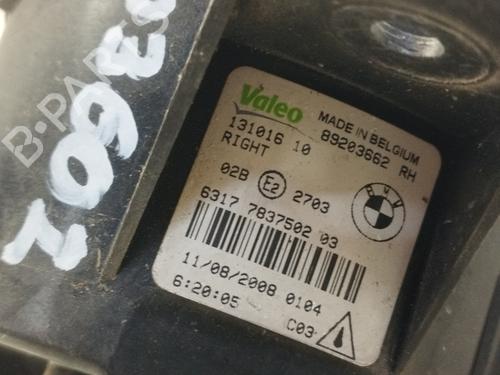 Valeo
MADE IN BELGIUM
131016 10
89203662 RH
RIGHT
02B E2 2703
BMW
6317 7837502 03
11/08/2008 0104
6:20:05
C03
B-PARTS